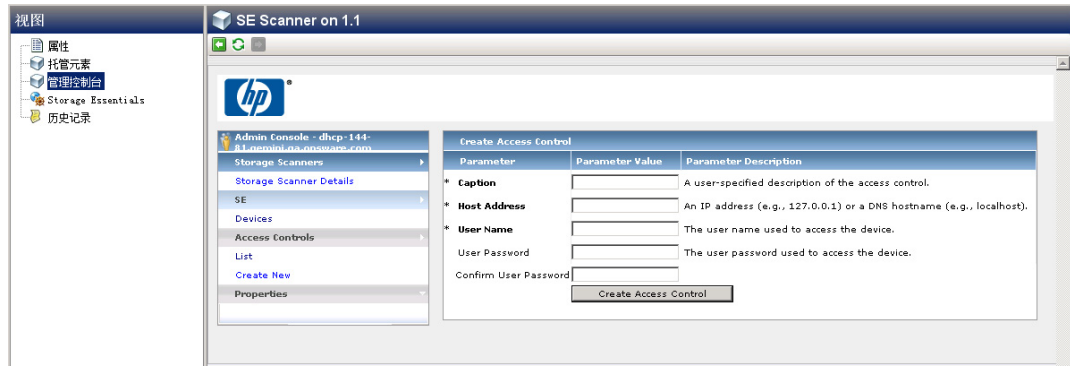 视图
属性
托管元素
管理控制台
Storage Essentials
历史记录
SE Scanner on 1.1
hp
®
Admin Console - dhcp-144-
81.gemini.qa.opsware.com
Storage Scanners
Storage Scanner Details
SE
Devices
Access Controls
List
Create New
Properties
Create Access Control
Parameter Parameter Value Parameter Description
* Caption A user-specified description of the access control.
* Host Address An IP address (e.g., 127.0.0.1) or a DNS hostname (e.g., localhost).
* User Name The user name used to access the device.
User Password The user password used to access the device.
Confirm User Password
Create Access Control